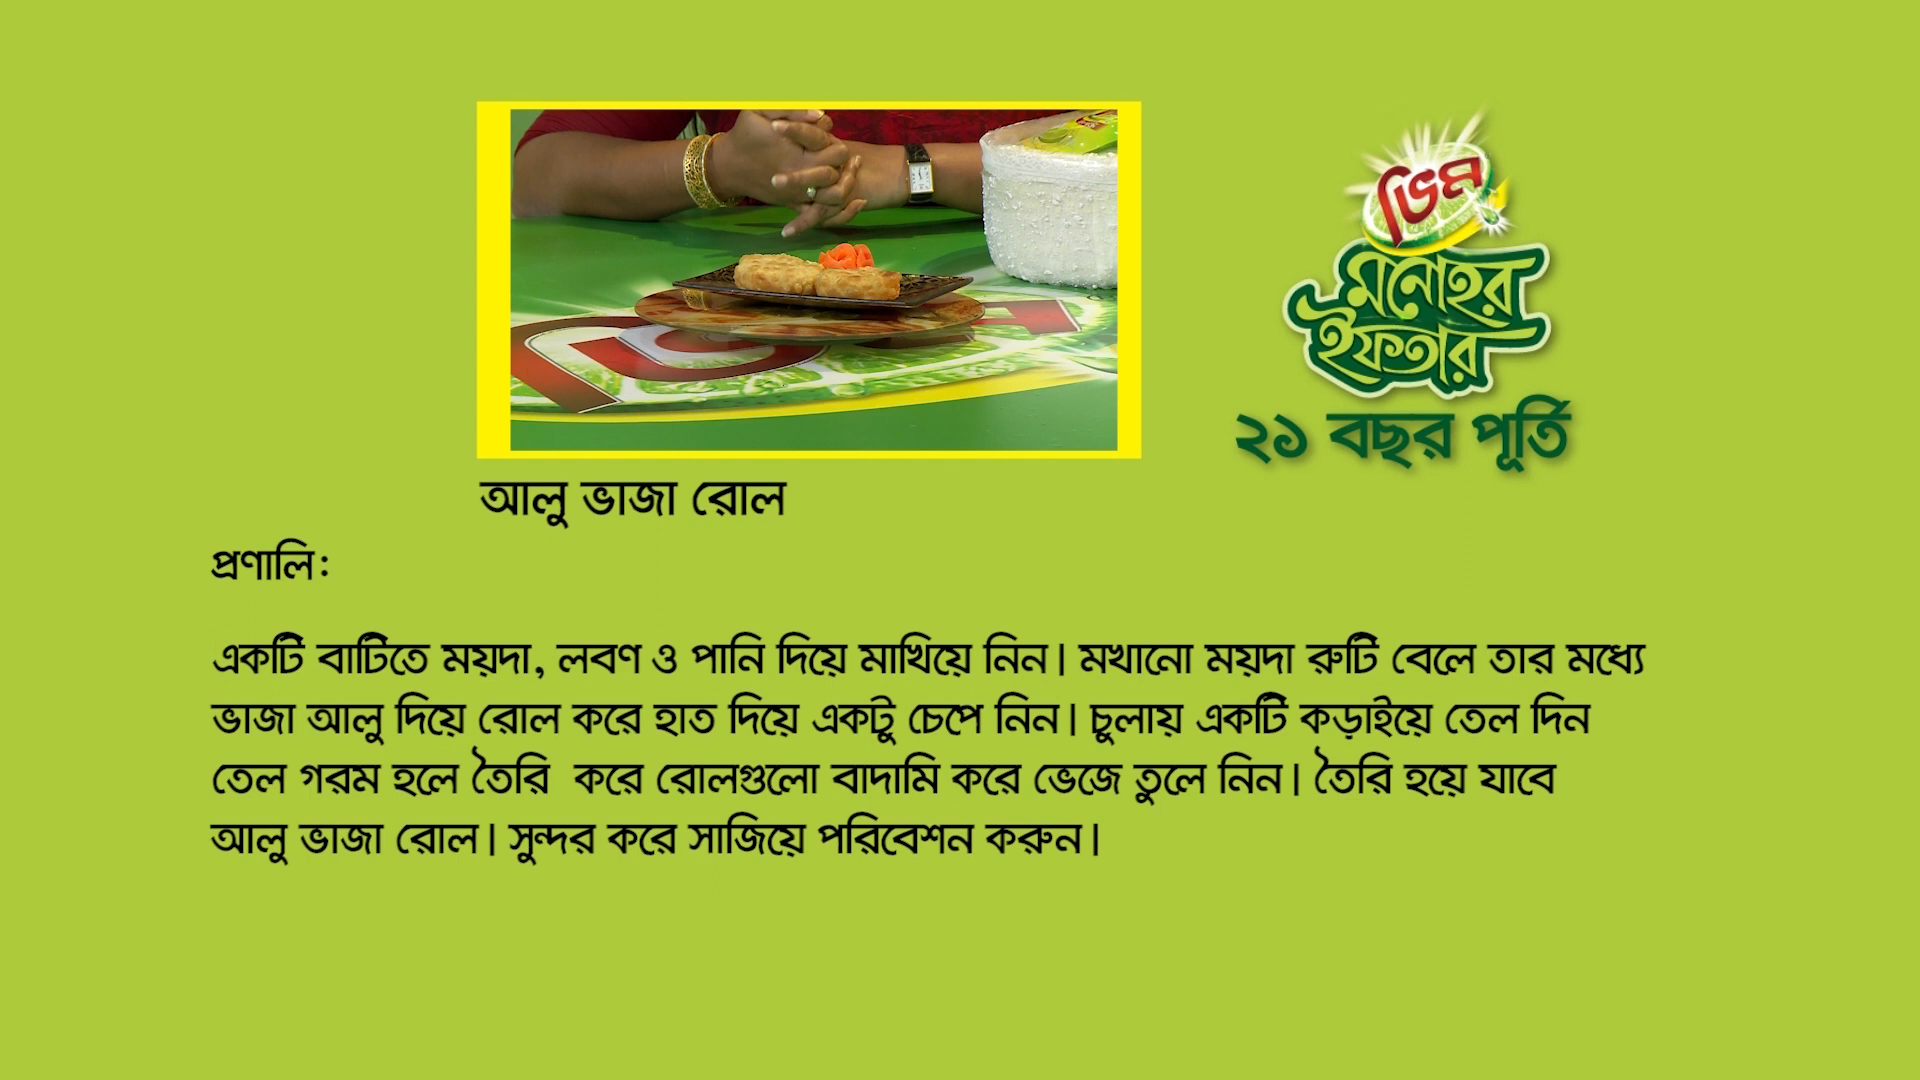 ভিম
মনোহর
ইফতার
২১ বছর পূর্তি
আলু ভাজা রোল
প্রণালি:
একটি বাটিতে ময়দা, লবণ ও পানি দিয়ে মাখিয়ে নিন। মখানো ময়দা রুটি বেলে তার মধ্যে
ভাজা আলু দিয়ে রোল করে হাত দিয়ে একটু চেপে নিন। চুলায় একটি কড়াইয়ে তেল দিন
তেল গরম হলে তৈরি করে রোলগুলো বাদামি করে ভেজে তুলে নিন। তৈরি হয়ে যাবে
আলু ভাজা রোল। সুন্দর করে সাজিয়ে পরিবেশন করুন।